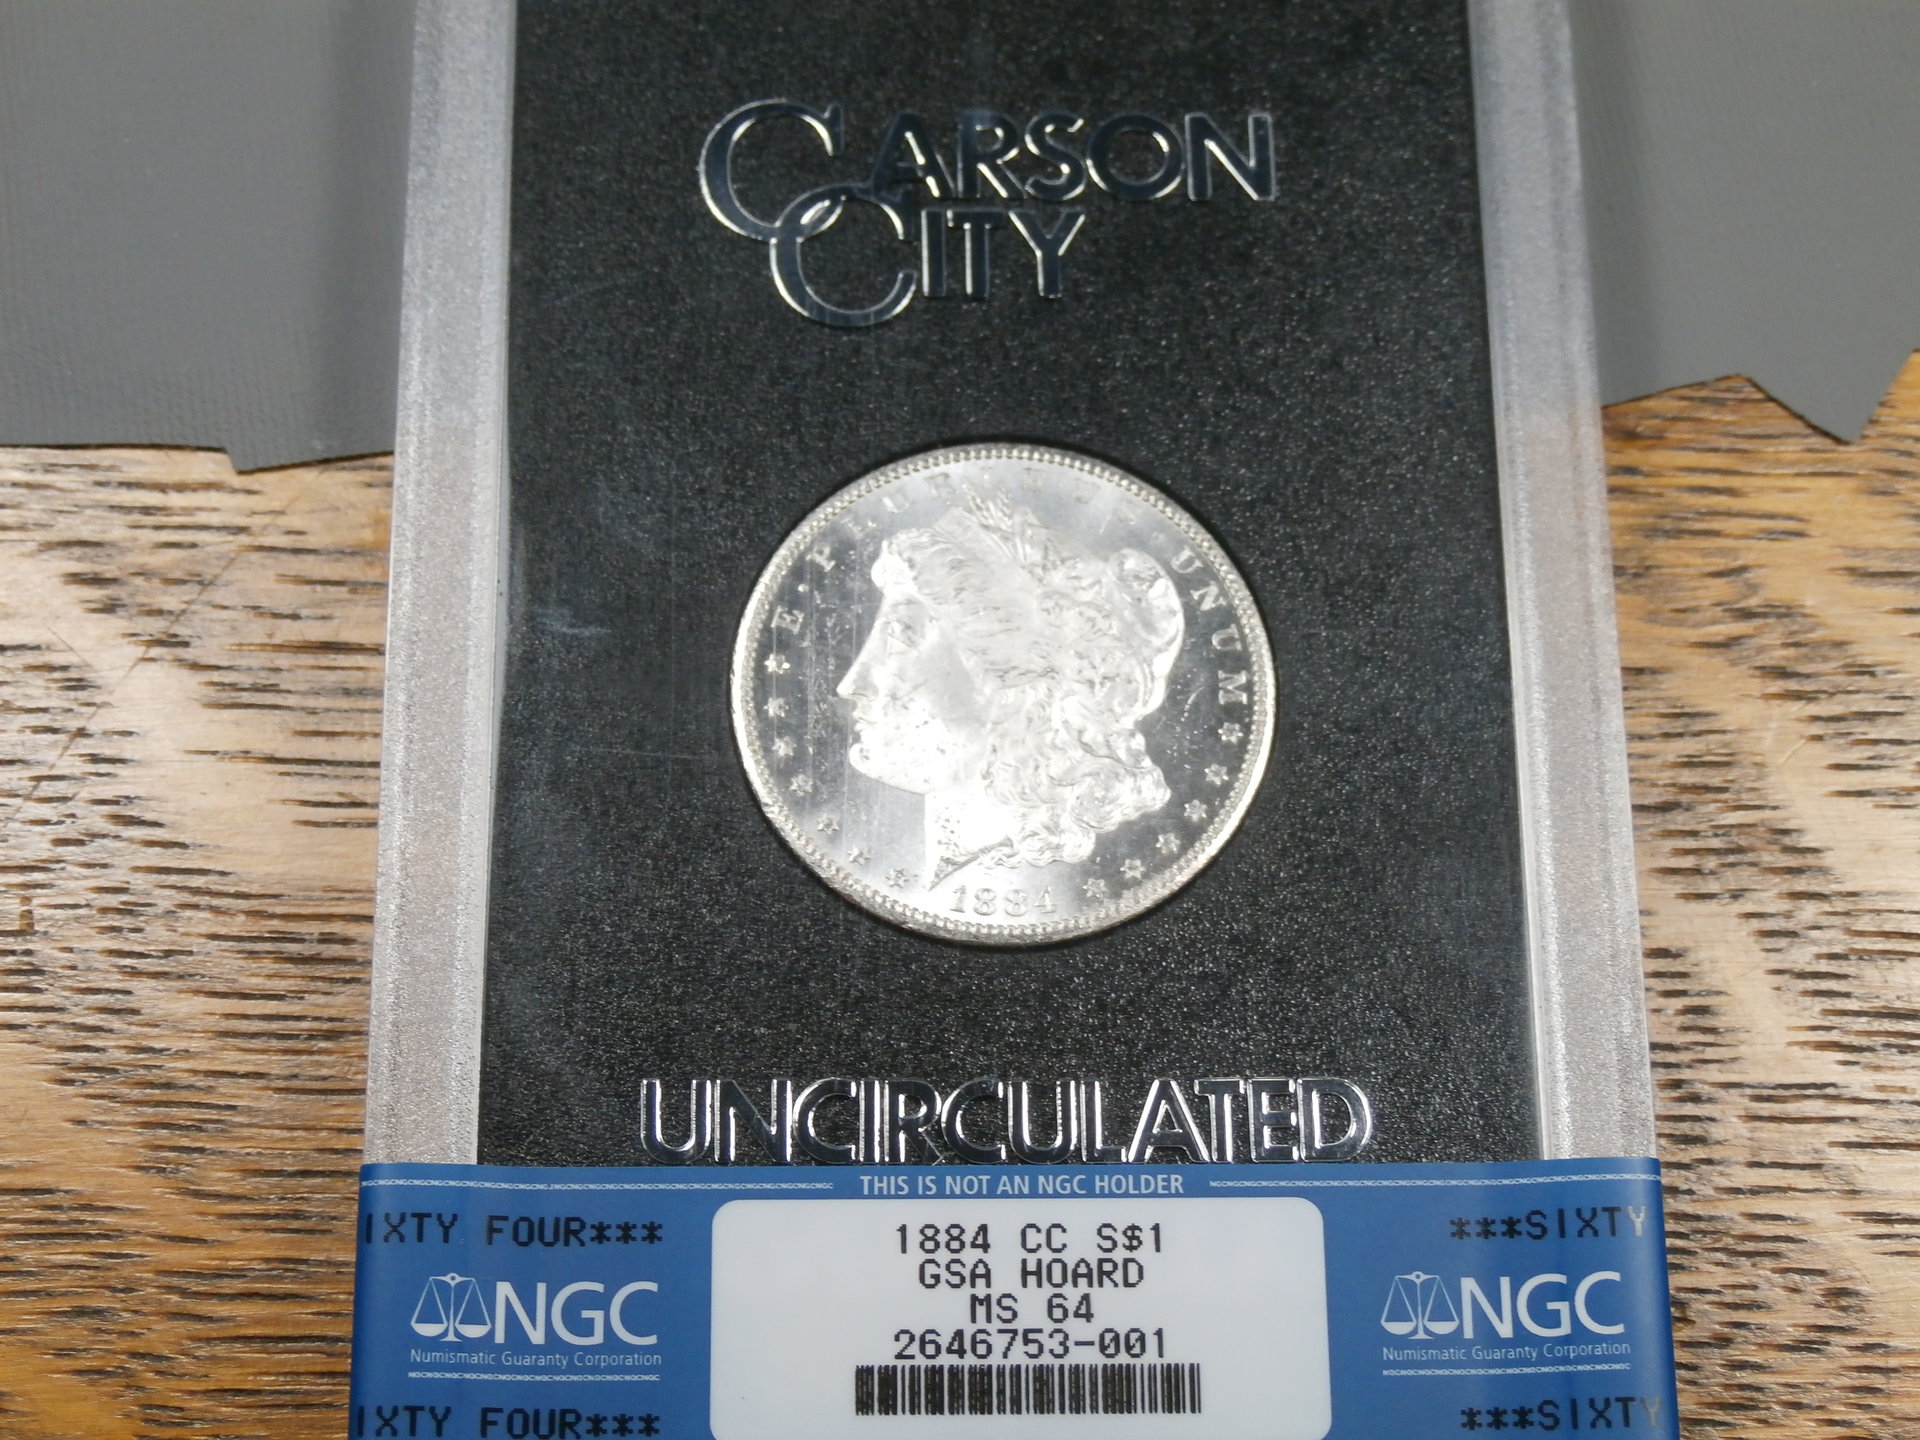 CARSON
CITY
E · PLURIBUS · UNUM
1884
UNCIRCULATED
THIS IS NOT AN NGC HOLDER
IXTY FOUR***
***SIXTY
1884 CC S$1
GSA HOARD
MS 64
2646753-001
NGC
Numismatic Guaranty Corporation
NGC
Numismatic Guaranty Corporation
IXTY FOUR***
***SIXTY